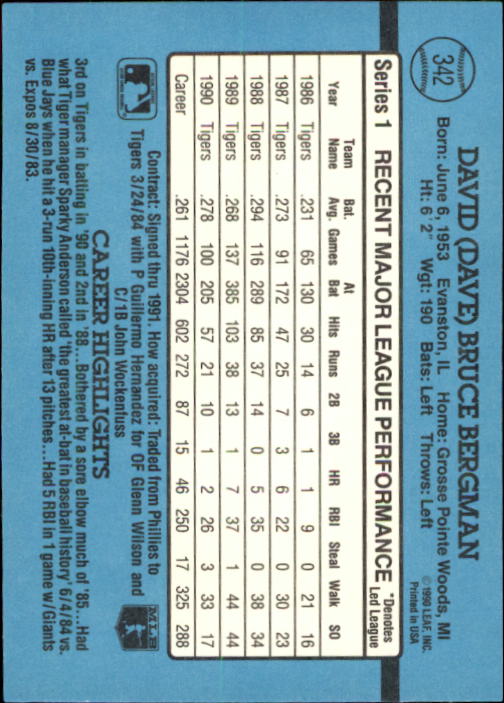 342
DAVID (DAVE) BRUCE BERGMAN
Born: June 6, 1953 Evanston, IL Home: Grosse Pointe Woods, MI
Ht: 6' 2" Wgt: 190 Bats: Left Throws: Left
© 1990 LEAF, INC.
Printed in USA
Series 1 RECENT MAJOR LEAGUE PERFORMANCE *Denotes Led League
Year Team Name Bat. Avg. Games At Bat Hits Runs 2B 3B HR RBI Steal Walk SO
1986 Tigers .231 65 130 30 14 6 1 1 9 0 21 16
1987 Tigers .273 91 172 47 25 7 3 6 22 0 30 23
1988 Tigers .294 116 289 85 37 14 0 5 35 0 38 34
1989 Tigers .268 137 385 103 38 13 1 7 37 1 44 44
1990 Tigers .278 100 205 57 21 10 1 2 26 3 33 17
Career .261 1176 2304 602 272 87 15 46 250 17 325 288
Contract: Signed thru 1991. How acquired: Traded from Phillies to
Tigers 3/24/84 with P Guillermo Hernandez for OF Glenn Wilson and
C/1B John Wockenfuss
MLB
CAREER HIGHLIGHTS
3rd on Tigers in batting in '90 and 2nd in '88...Bothered by a sore elbow much of '85...Had
what Tiger manager Sparky Anderson called 'the greatest at-bat in baseball history' 6/4/84 vs.
Blue Jays when he hit a 3-run 10th-inning HR after 13 pitches...Had 5 RBI in 1 game w/Giants
vs. Expos 8/30/83.